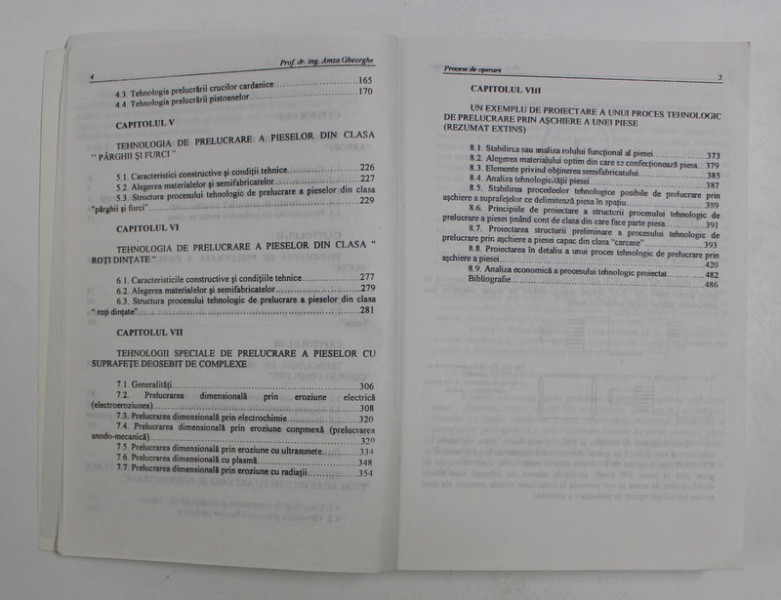 4 Prof. dr. ing. Amza Gheorghe
4.3. Tehnologia prelucrării crucilor cardanice 165
4.4. Tehnologia prelucrării pistoanelor 170
CAPITOLUL V
TEHNOLOGIA DE PRELUCRARE A PIESELOR DIN CLASA
" PÂRGHII ŞI FURCI "
5.1. Caracteristici constructive şi condiţii tehnice 226
5.2. Alegerea materialelor şi semifabricatelor 227
5.3. Structura procesului tehnologic de prelucrare a pieselor din clasa
"pârghii şi furci" 229
CAPITOLUL VI
TEHNOLOGIA DE PRELUCRARE A PIESELOR DIN CLASA "
ROŢI DINŢATE "
6.1. Caracteristicile constructive şi condiţiile tehnice 277
6.2. Alegerea materialelor şi semifabricatelor 279
6.3. Structura procesului tehnologic de prelucrare a pieselor din clasa
" roţi dinţate" 281
CAPITOLUL VII
TEHNOLOGII SPECIALE DE PRELUCRARE A PIESELOR CU
SUPRAFEŢE DEOSEBIT DE COMPLEXE
7.1. Generalităţi 306
7.2. Prelucrarea dimensională prin eroziune electrică
(electroeroziunea) 308
7.3. Prelucrarea dimensională prin electrochimie 320
7.4. Prelucrarea dimensională prin eroziune conpmexă (prelucrarea
anodo-mecanică) 329
7.5. Prelucrarea dimensională prin eroziune cu ultrasunete 334
7.6. Prelucrarea dimensională cu plasmă 348
7.7. Prelucrarea dimensională prin eroziune cu radiaţii 354
Procese de operare 5
CAPITOLUL VIII
UN EXEMPLU DE PROIECTARE A UNUI PROCES TEHNOLOGIC
DE PRELUCRARE PRIN AŞCHIERE A UNEI PIESE
(REZUMAT EXTINS)
8.1. Stabilirea sau analiza rolului funcţional al piesei 373
8.2. Alegerea materialului optim din care se confecţionează piesa 379
8.3. Elemente privind obţinerea semifabricatului 385
8.4. Analiza tehnologicităţii piesei 387
8.5. Stabilirea procedeelor tehnologice posibile de prelucrare prin
aşchiere a suprafeţelor ce delimitează piesa în spaţiu 389
8.6. Principiile de proiectare a structurii procesului tehnologic de
prelucrare a piesei ţinând cont de clasa din care face parte piesa 391
8.7. Proiectarea structurii preliminare a procesului tehnologic de
prelucrare prin aşchiere a piesei capac din clasa "carcase" 393
8.8. Proiectarea în detaliu a unui proces tehnologic de prelucrare prin
aşchiere a piesei 420
8.9. Analiza economică a procesului tehnologic proiectat 482
Bibliografie 486